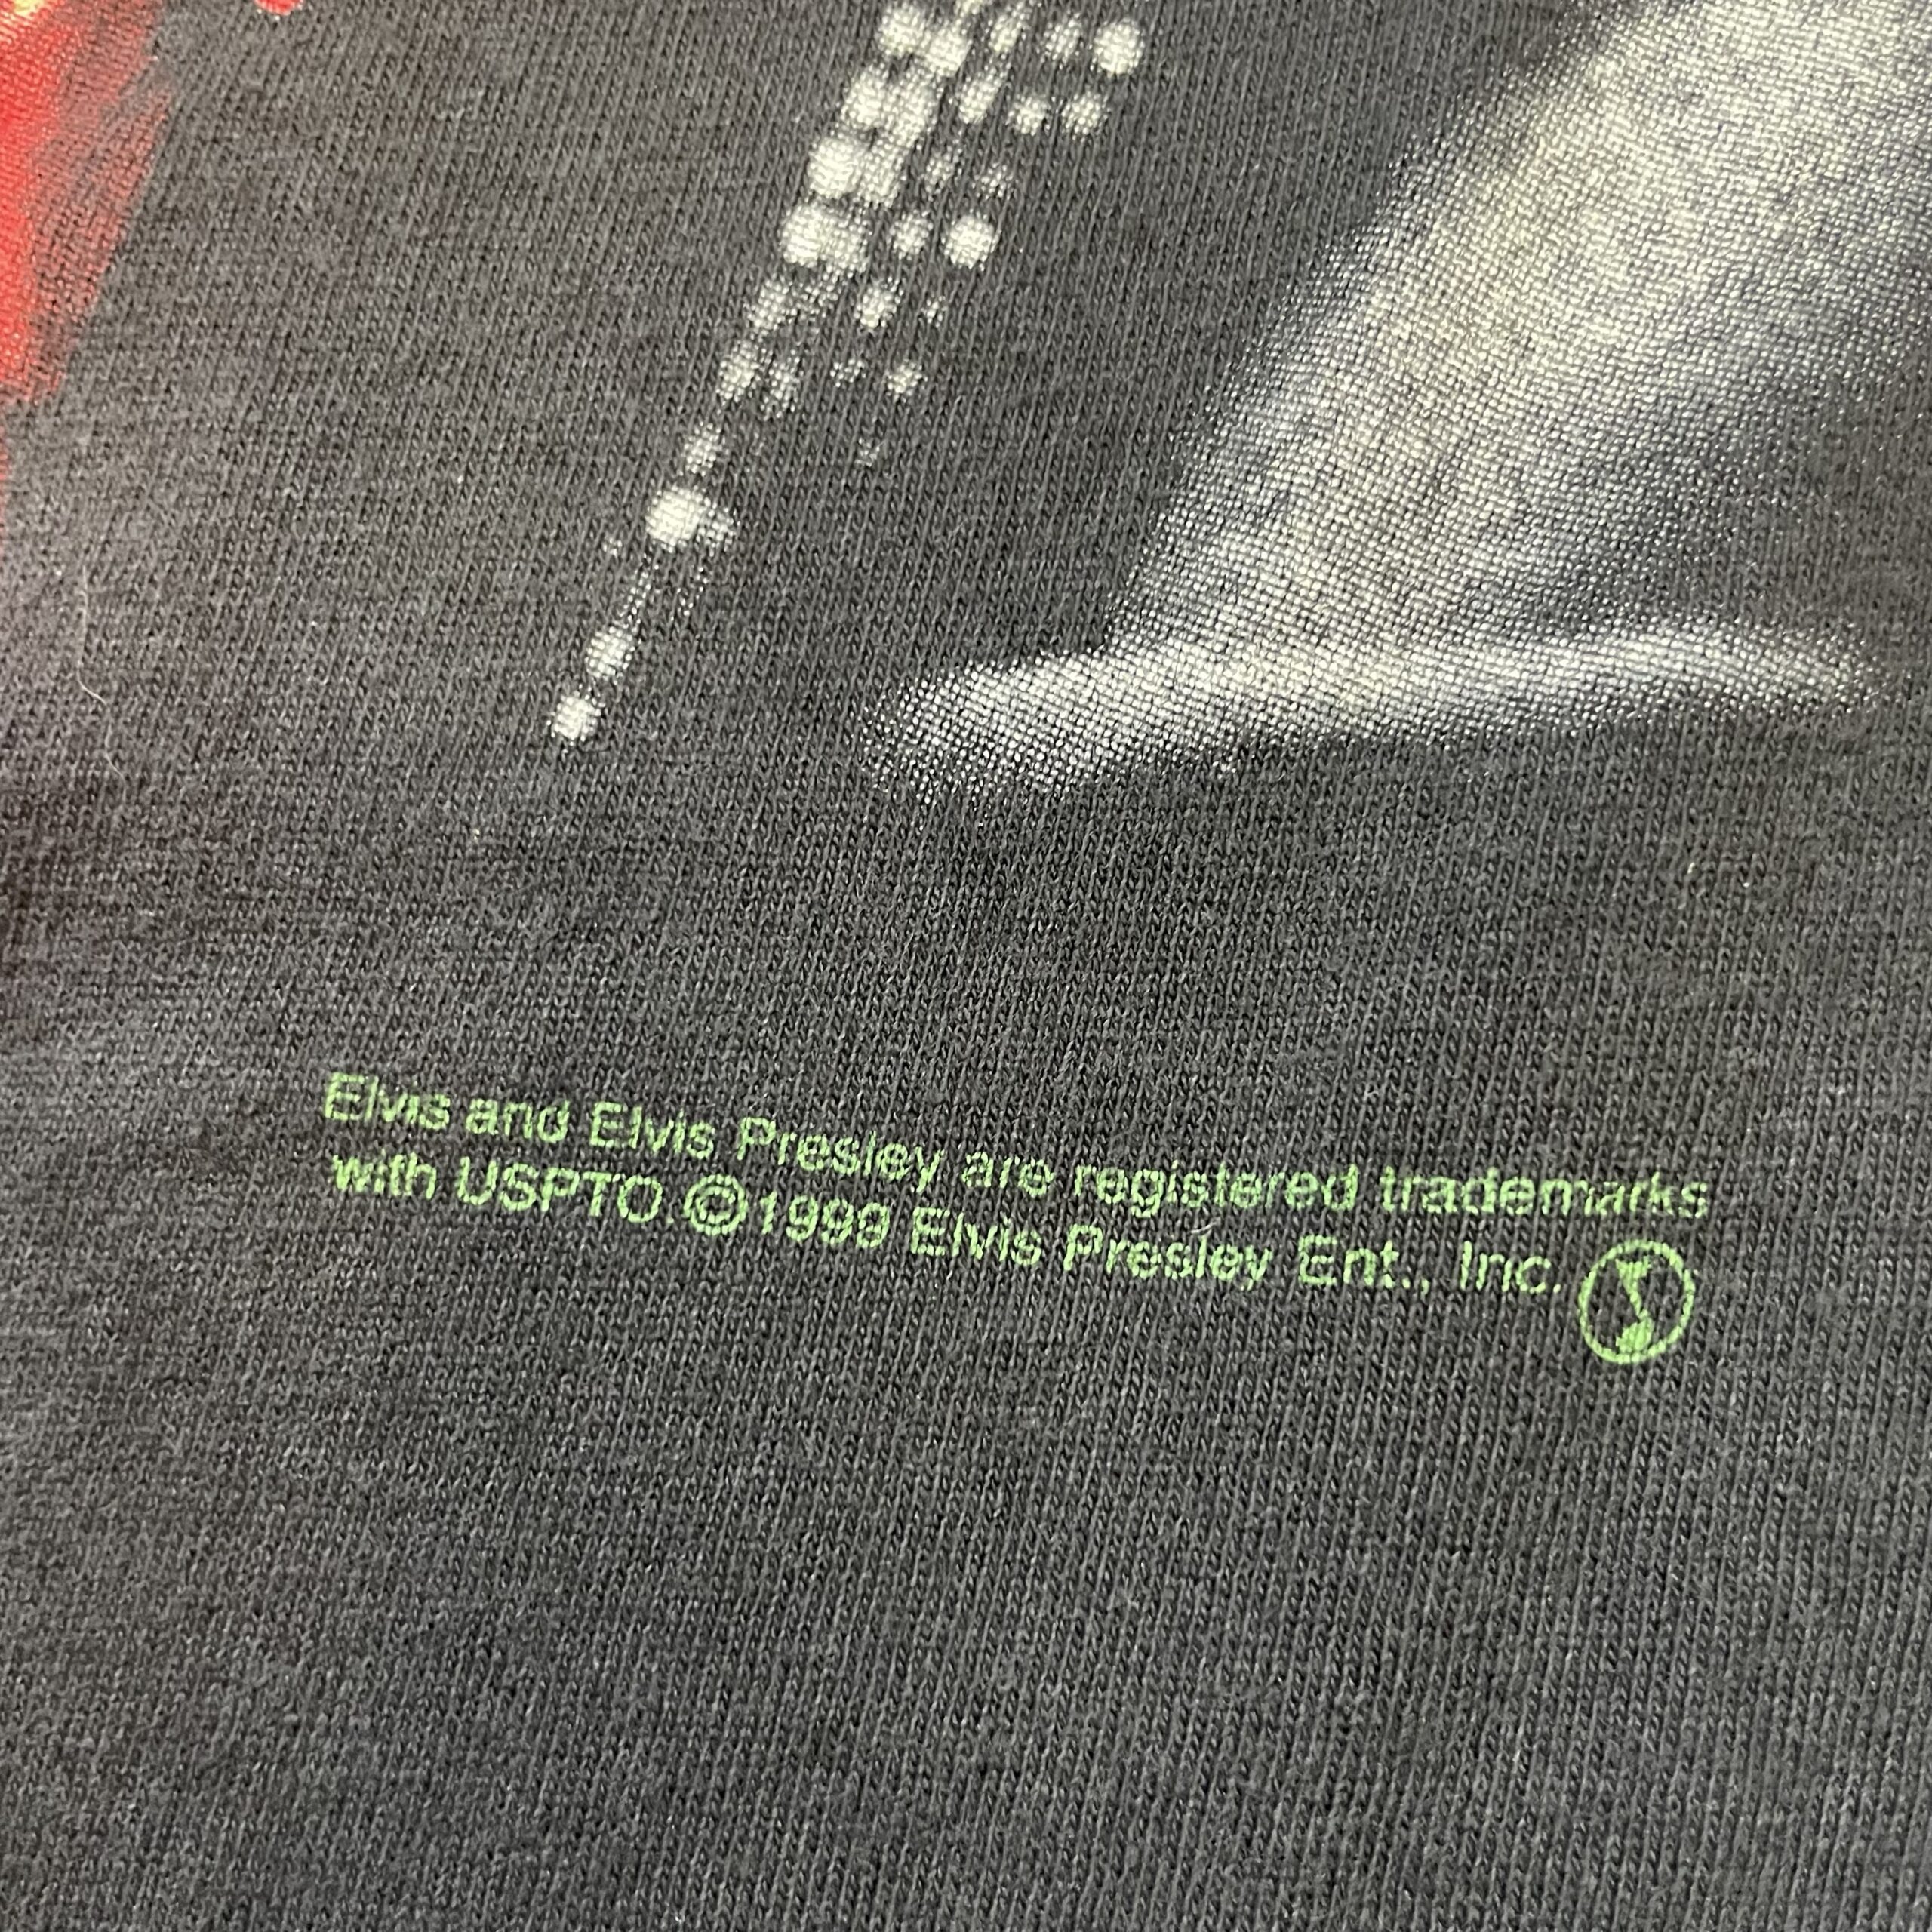 Elvis and Elvis Presley are registered trademarks
with USPTO. ©1999 Elvis Presley Ent., Inc.